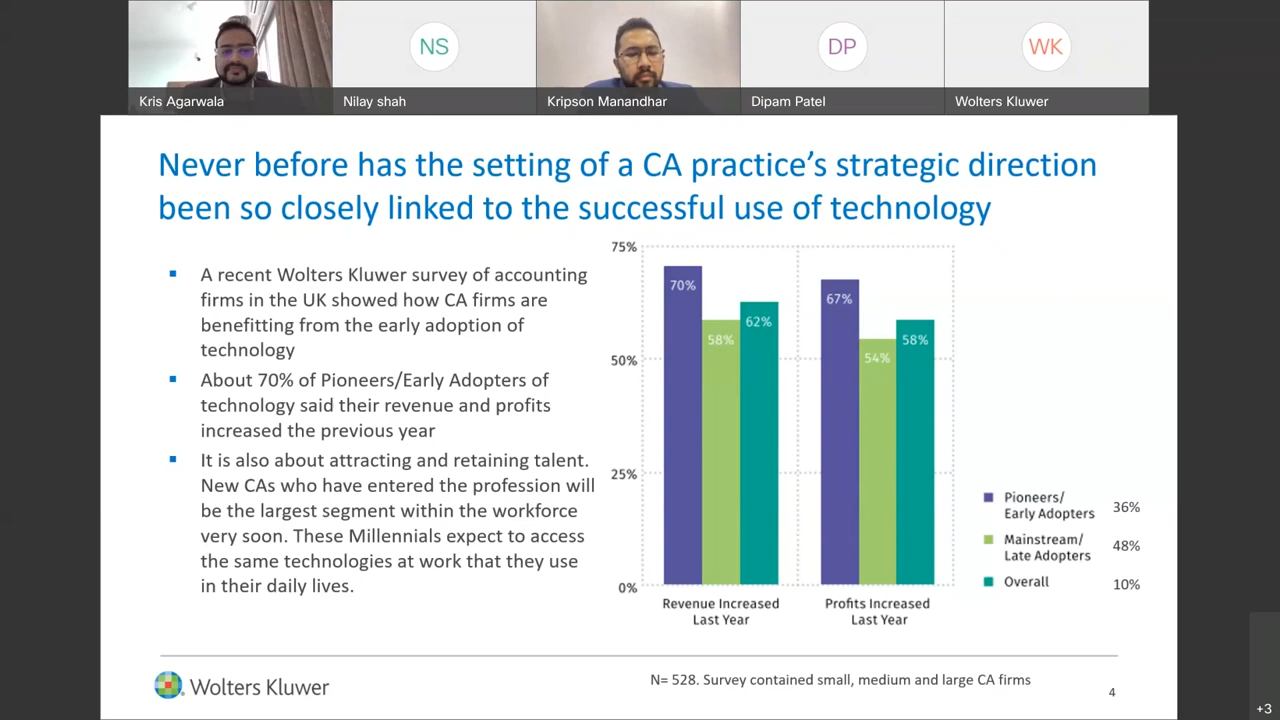 NS
DP
WK
Kris Agarwala
Nilay shah
Kripson Manandhar
Dipam Patel
Wolters Kluwer
Never before has the setting of a CA practice’s strategic direction
been so closely linked to the successful use of technology
A recent Wolters Kluwer survey of accounting
firms in the UK showed how CA firms are
benefitting from the early adoption of
technology
About 70% of Pioneers/Early Adopters of
technology said their revenue and profits
increased the previous year
It is also about attracting and retaining talent.
New CAs who have entered the profession will
be the largest segment within the workforce
very soon. These Millennials expect to access
the same technologies at work that they use
in their daily lives.
75%
50%
25%
0%
70%
58%
62%
67%
54%
58%
Revenue Increased
Last Year
Profits Increased
Last Year
Pioneers/
Early Adopters
36%
Mainstream/
Late Adopters
48%
Overall
10%
Wolters Kluwer
N= 528. Survey contained small, medium and large CA firms
4
+3